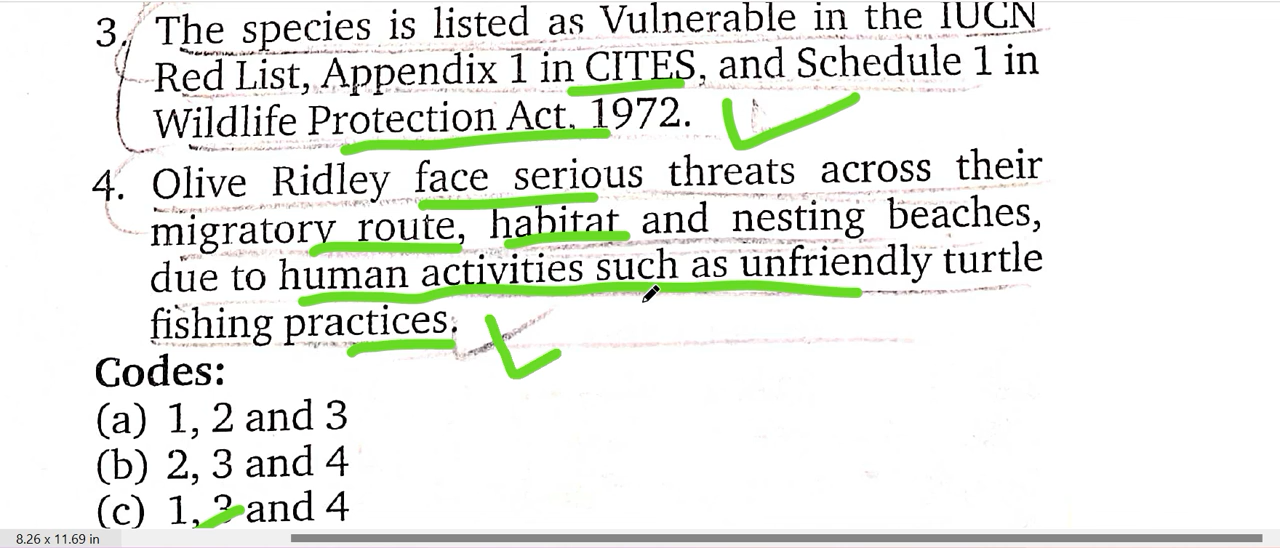 3. The species is listed as Vulnerable in the IUCN
Red List, Appendix 1 in CITES, and Schedule 1 in
Wildlife Protection Act, 1972.
4. Olive Ridley face serious threats across their
migratory route, habitat and nesting beaches,
due to human activities such as unfriendly turtle
fishing practices.
Codes:
(a) 1, 2 and 3
(b) 2, 3 and 4
(c) 1, 3 and 4
8.26 x 11.69 in